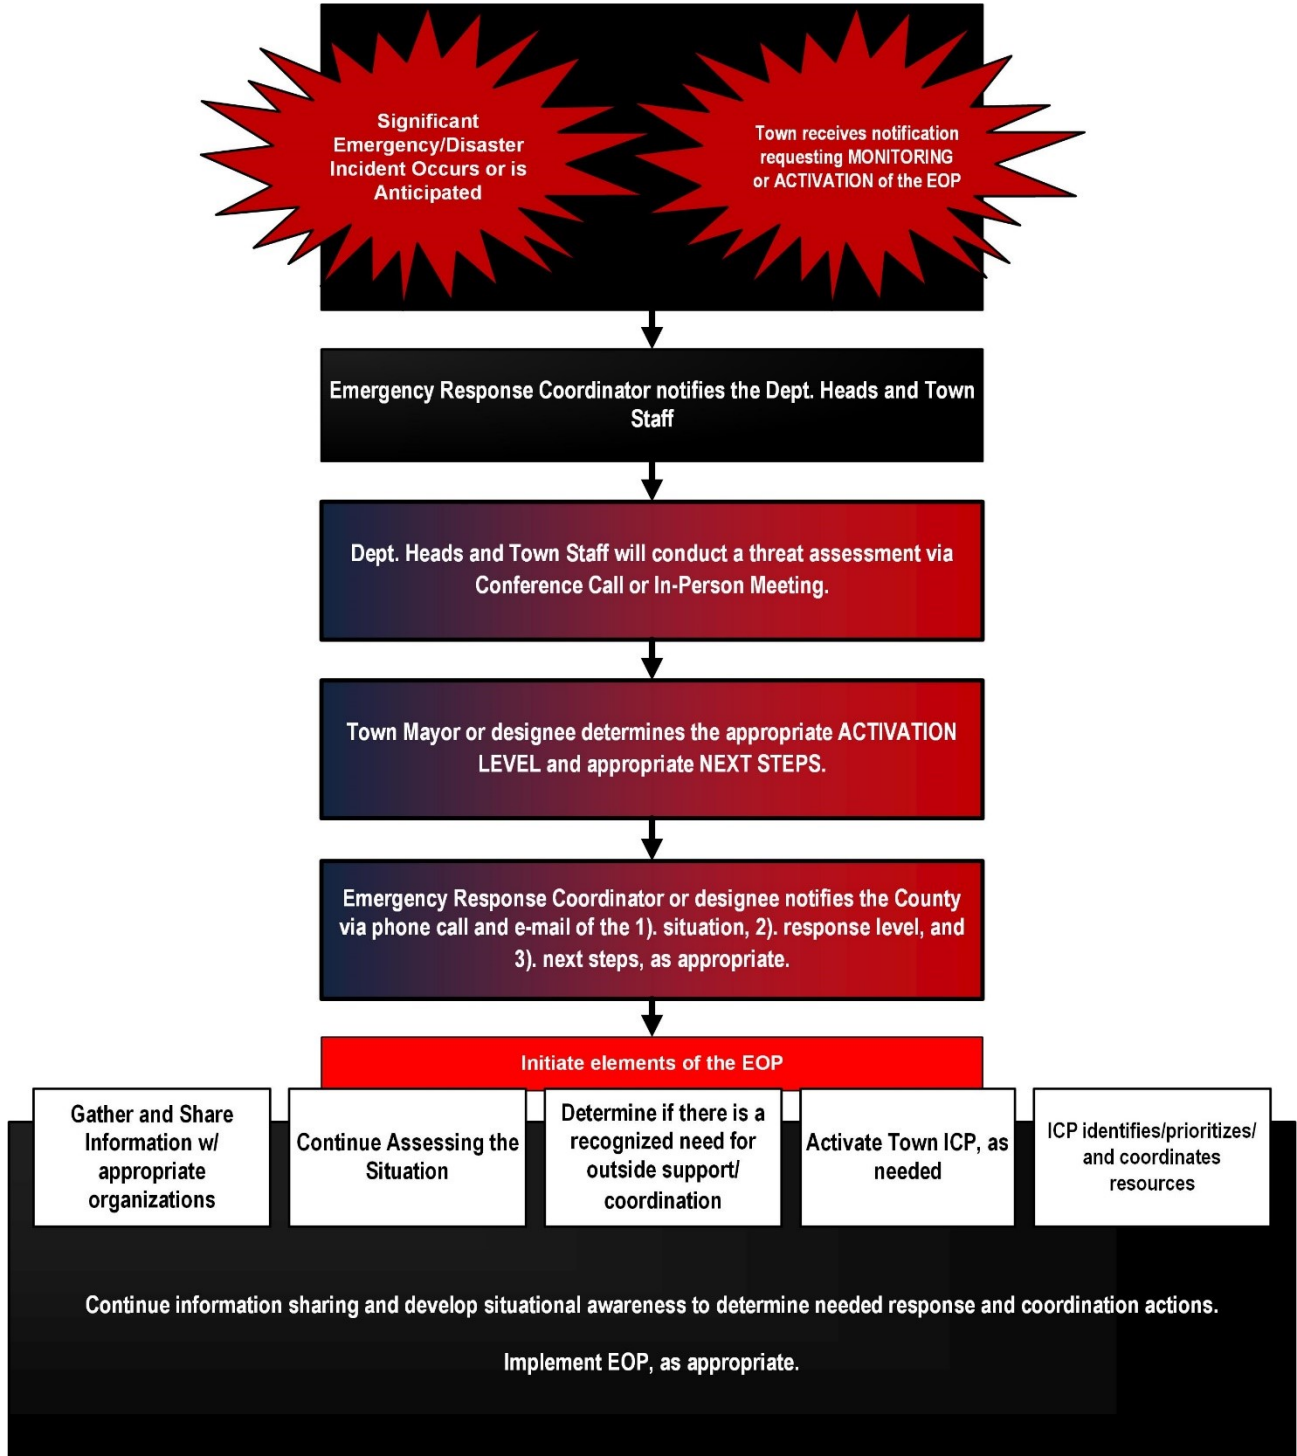 Significant
Emergency/Disaster
Incident Occurs or is
Anticipated
Town receives notification
requesting MONITORING
or ACTIVATION of the EOP
Emergency Response Coordinator notifies the Dept. Heads and Town
Staff
Dept. Heads and Town Staff will conduct a threat assessment via
Conference Call or In-Person Meeting.
Town Mayor or designee determines the appropriate ACTIVATION
LEVEL and appropriate NEXT STEPS.
Emergency Response Coordinator or designee notifies the County
via phone call and e-mail of the 1). situation, 2). response level, and
3). next steps, as appropriate.
Initiate elements of the EOP
Gather and Share
Information w/
appropriate
organizations
Continue Assessing the
Situation
Determine if there is a
recognized need for
outside support/
coordination
Activate Town ICP, as
needed
ICP identifies/prioritizes/
and coordinates
resources
Continue information sharing and develop situational awareness to determine needed response and coordination actions.
Implement EOP, as appropriate.